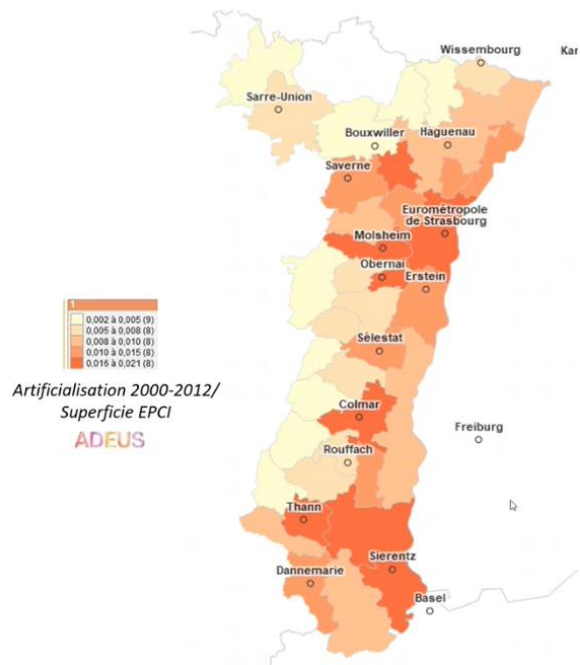 Wissembourg
Kar
Sarre-Union
Bouxwiller
Haguenau
Saverne
Eurométropole
de Strasbourg
Molsheim
Obernai
Erstein
1
0,002 à 0,005 (9)
0,005 à 0,008 (8)
0,008 à 0,010 (8)
0,010 à 0,015 (8)
0,016 à 0,021 (8)
Sélestat
Artificialisation 2000-2012/
Superficie EPCI
ADEUS
Colmar
Freiburg
Rouffach
Thann
Sierentz
Dannemarie
Basel